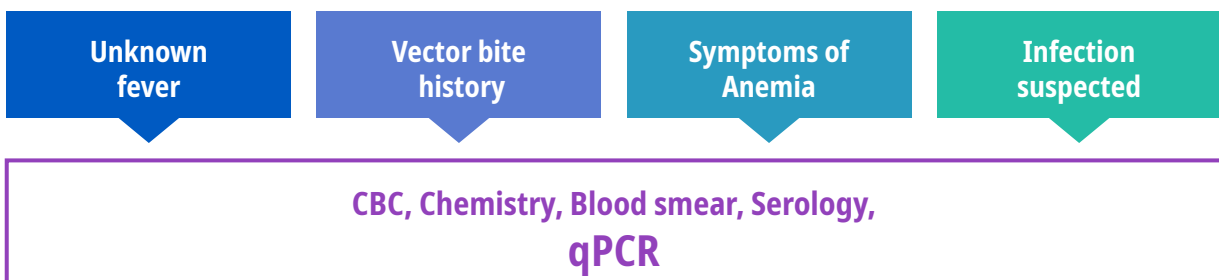 Unknown
fever
Vector bite
history
Symptoms of
Anemia
Infection
suspected
CBC, Chemistry, Blood smear, Serology,
qPCR